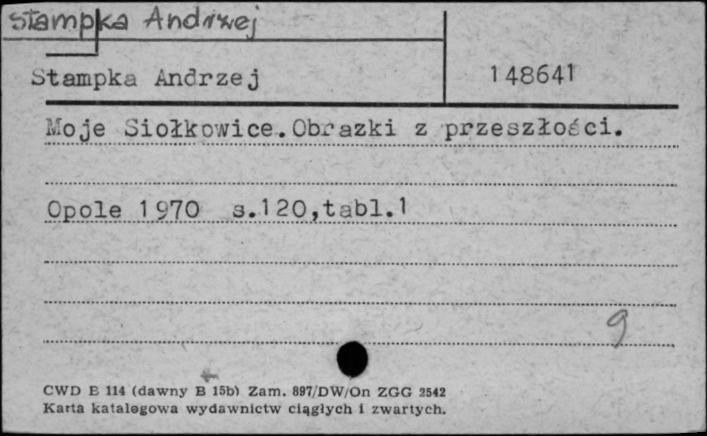 Stampka Andrzej
Stampka Andrzej
148641
Moje Siołkowice.Obrazki z przeszłości.
Opole 1970 s.120,tabl.1
9
CWD B 114 (dawny B 15b) Zam. 897/DW/On ZGG 2542
Karta katalogowa wydawnictw ciągłych i zwartych.